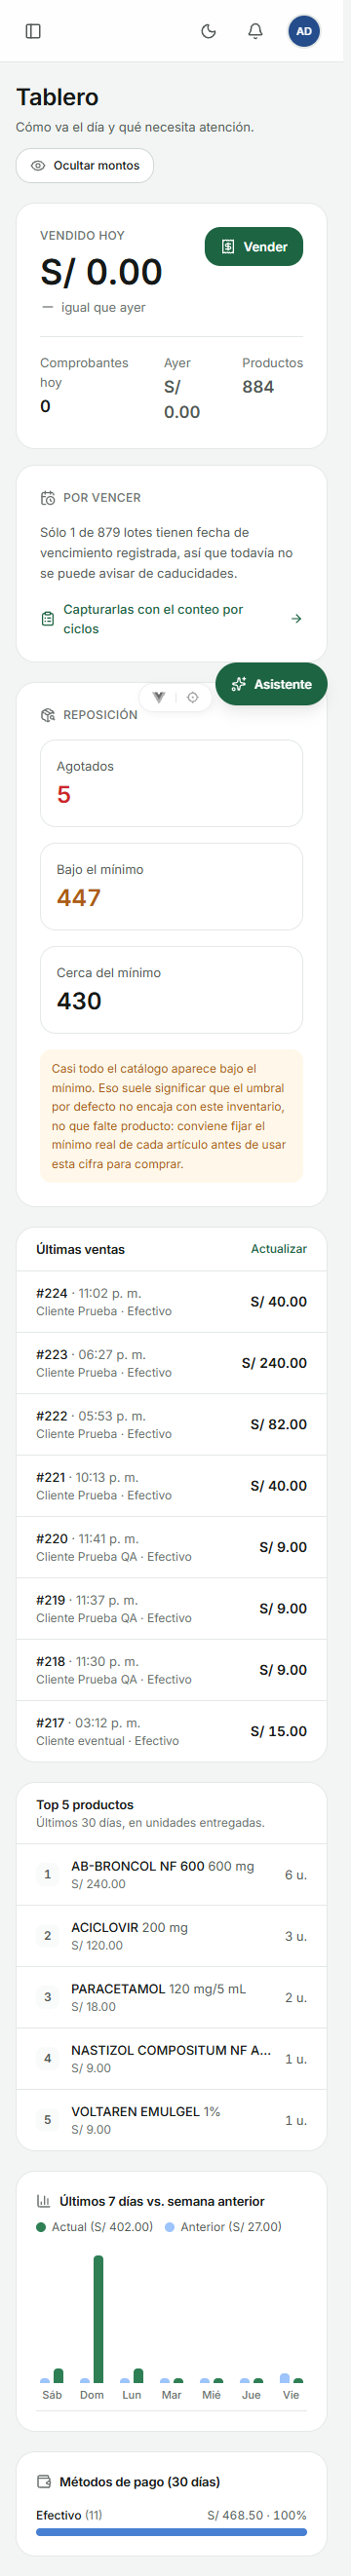 AD
Tablero
Cómo va el día y qué necesita atención.
Ocultar montos
VENDIDO HOY
Vender
S/ 0.00
— igual que ayer
Comprobantes
hoy
0
Ayer
S/
0.00
Productos
884
POR VENCER
Sólo 1 de 879 lotes tienen fecha de
vencimiento registrada, así que todavía no
se puede avisar de caducidades.
Capturarlas con el conteo por
ciclos
Asistente
REPOSICIÓN
Agotados
5
Bajo el mínimo
447
Cerca del mínimo
430
Casi todo el catálogo aparece bajo el
mínimo. Eso suele significar que el umbral
por defecto no encaja con este inventario,
no que falte producto: conviene fijar el
mínimo real de cada artículo antes de usar
esta cifra para comprar.
Últimas ventas
Actualizar
#224 · 11:02 p. m.
Cliente Prueba · Efectivo
S/ 40.00
#223 · 06:27 p. m.
Cliente Prueba · Efectivo
S/ 240.00
#222 · 05:53 p. m.
Cliente Prueba · Efectivo
S/ 82.00
#221 · 10:13 p. m.
Cliente Prueba · Efectivo
S/ 40.00
#220 · 11:41 p. m.
Cliente Prueba QA · Efectivo
S/ 9.00
#219 · 11:37 p. m.
Cliente Prueba QA · Efectivo
S/ 9.00
#218 · 11:30 p. m.
Cliente Prueba QA · Efectivo
S/ 9.00
#217 · 03:12 p. m.
Cliente eventual · Efectivo
S/ 15.00
Top 5 productos
Últimos 30 días, en unidades entregadas.
1
AB-BRONCOL NF 600 600 mg
S/ 240.00
6 u.
2
ACICLOVIR 200 mg
S/ 120.00
3 u.
3
PARACETAMOL 120 mg/5 mL
S/ 18.00
2 u.
4
NASTIZOL COMPOSITUM NF A...
S/ 9.00
1 u.
5
VOLTAREN EMULGEL 1%
S/ 9.00
1 u.
Últimos 7 días vs. semana anterior
Actual (S/ 402.00) Anterior (S/ 27.00)
Sáb Dom Lun Mar Mié Jue Vie
Métodos de pago (30 días)
Efectivo (11)
S/ 468.50 · 100%